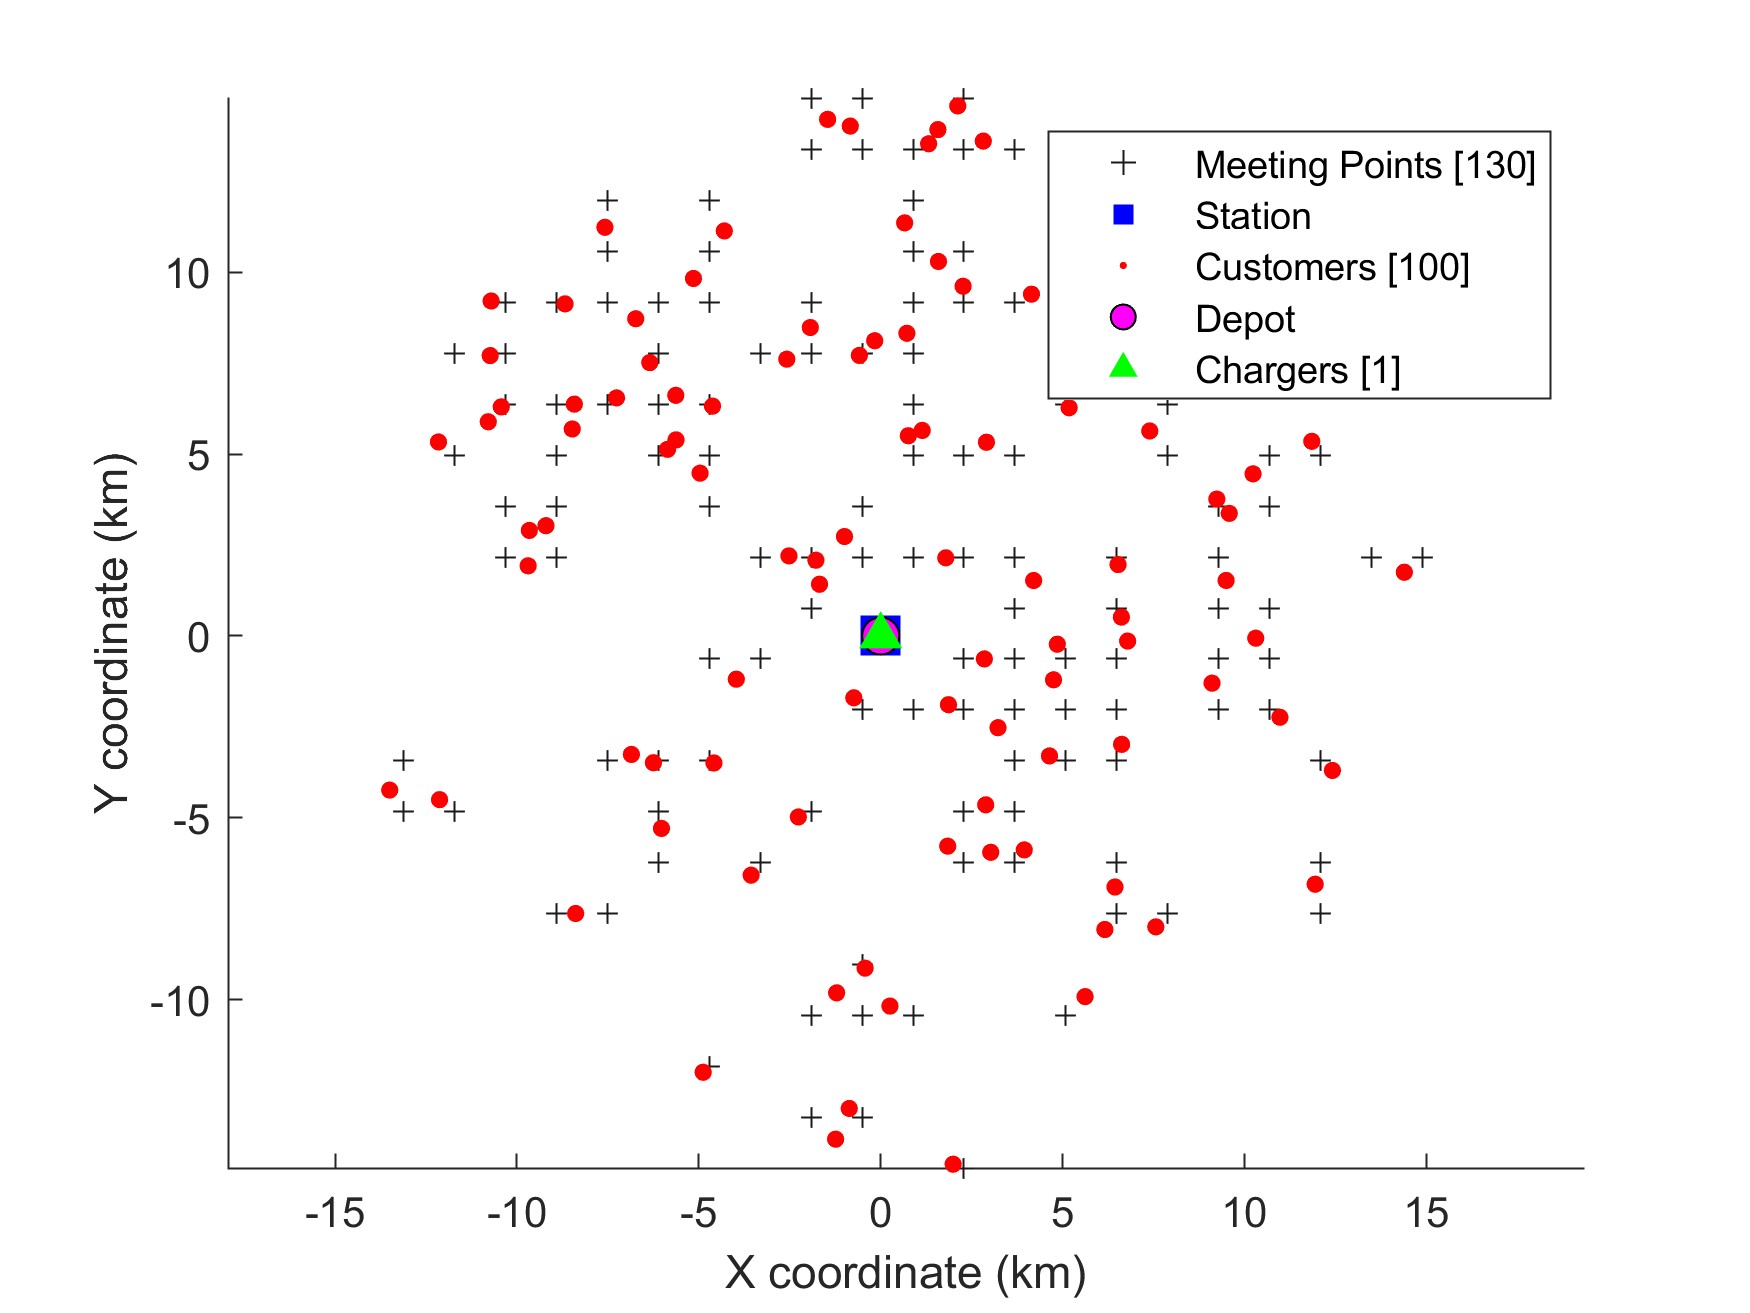 Meeting Points [130]
Station
Customers [100]
Depot
Chargers [1]
10
5
0
-5
-10
Y coordinate (km)
-15 -10 -5 0 5 10 15
X coordinate (km)